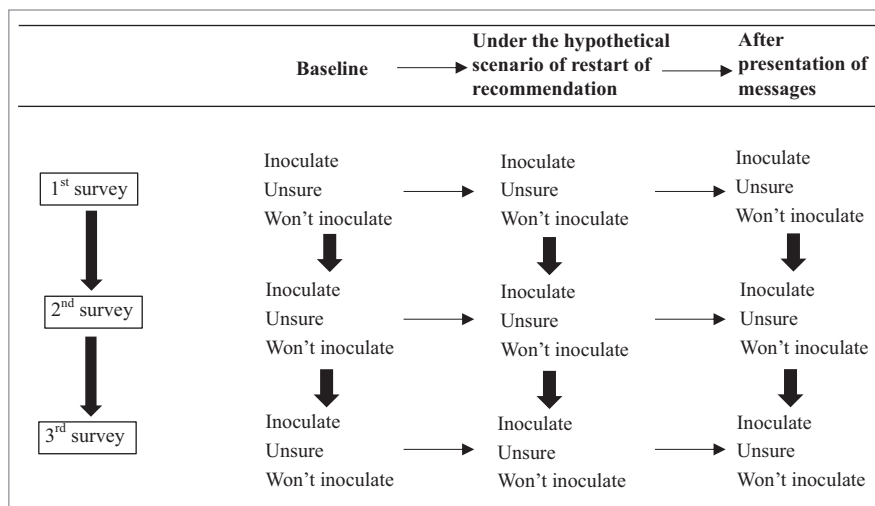 Baseline
Under the hypothetical
scenario of restart of
recommendation
After
presentation of
messages
1st survey
Inoculate
Unsure
Won't inoculate
Inoculate
Unsure
Won't inoculate
Inoculate
Unsure
Won't inoculate
2nd survey
Inoculate
Unsure
Won't inoculate
Inoculate
Unsure
Won't inoculate
Inoculate
Unsure
Won't inoculate
3rd survey
Inoculate
Unsure
Won't inoculate
Inoculate
Unsure
Won't inoculate
Inoculate
Unsure
Won't inoculate